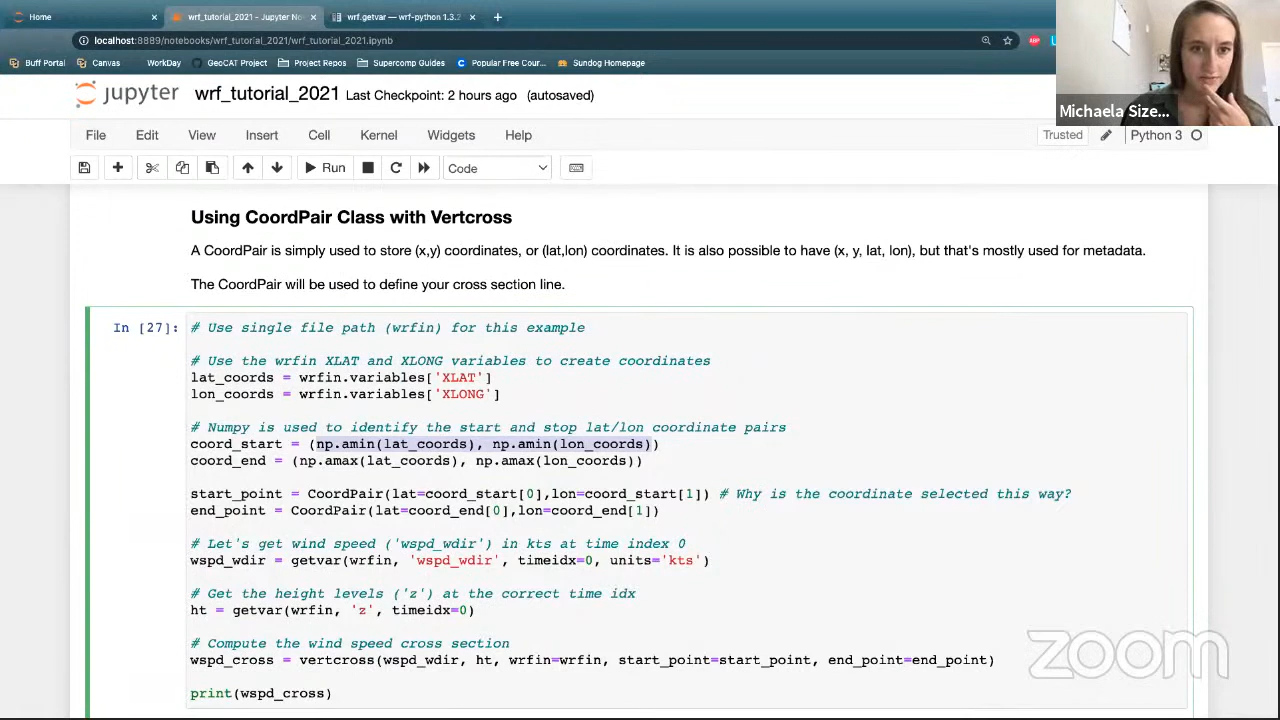 Home
wrf_tutorial_2021 - Jupyter No
wrf.getvar — wrf-python 1.3.2
localhost:8889/notebooks/wrf_tutorial_2021/wrf_tutorial_2021.ipynb
Buff Portal
Canvas
WorkDay
GeoCAT Project
Project Repos
Supercomp Guides
Popular Free Cour...
Sundog Homepage
Michaela Size...
jupyter
wrf_tutorial_2021 Last Checkpoint: 2 hours ago (autosaved)
File Edit View Insert Cell Kernel Widgets Help
Trusted
Python 3
Run
Code
Using CoordPair Class with Vertcross
A CoordPair is simply used to store (x,y) coordinates, or (lat,lon) coordinates. It is also possible to have (x, y, lat, lon), but that's mostly used for metadata.
The CoordPair will be used to define your cross section line.
In [27]:
# Use single file path (wrfin) for this example
# Use the wrfin XLAT and XLONG variables to create coordinates
lat_coords = wrfin.variables['XLAT']
lon_coords = wrfin.variables['XLONG']
# Numpy is used to identify the start and stop lat/lon coordinate pairs
coord_start = (np.amin(lat_coords), np.amin(lon_coords))
coord_end = (np.amax(lat_coords), np.amax(lon_coords))
start_point = CoordPair(lat=coord_start[0],lon=coord_start[1]) # Why is the coordinate selected this way?
end_point = CoordPair(lat=coord_end[0],lon=coord_end[1])
# Let's get wind speed ('wspd_wdir') in kts at time index 0
wspd_wdir = getvar(wrfin, 'wspd_wdir', timeidx=0, units='kts')
# Get the height levels ('z') at the correct time idx
ht = getvar(wrfin, 'z', timeidx=0)
# Compute the wind speed cross section
wspd_cross = vertcross(wspd_wdir, ht, wrfin=wrfin, start_point=start_point, end_point=end_point)
print(wspd_cross)
zoom